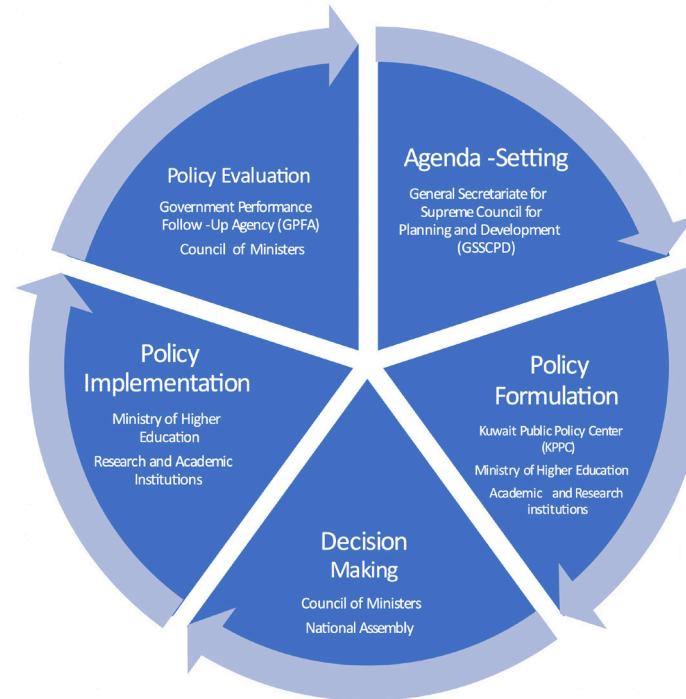 Agenda -Setting
General Secretariate for
Supreme Council for
Planning and Development
(GSSCPD)
Policy
Formulation
Kuwait Public Policy Center
(KPPC)
Ministry of Higher Education
Academic and Research
institutions
Decision
Making
Council of Ministers
National Assembly
Policy
Implementation
Ministry of Higher
Education
Research and Academic
Institutions
Policy Evaluation
Government Performance
Follow -Up Agency (GPFA)
Council of Ministers